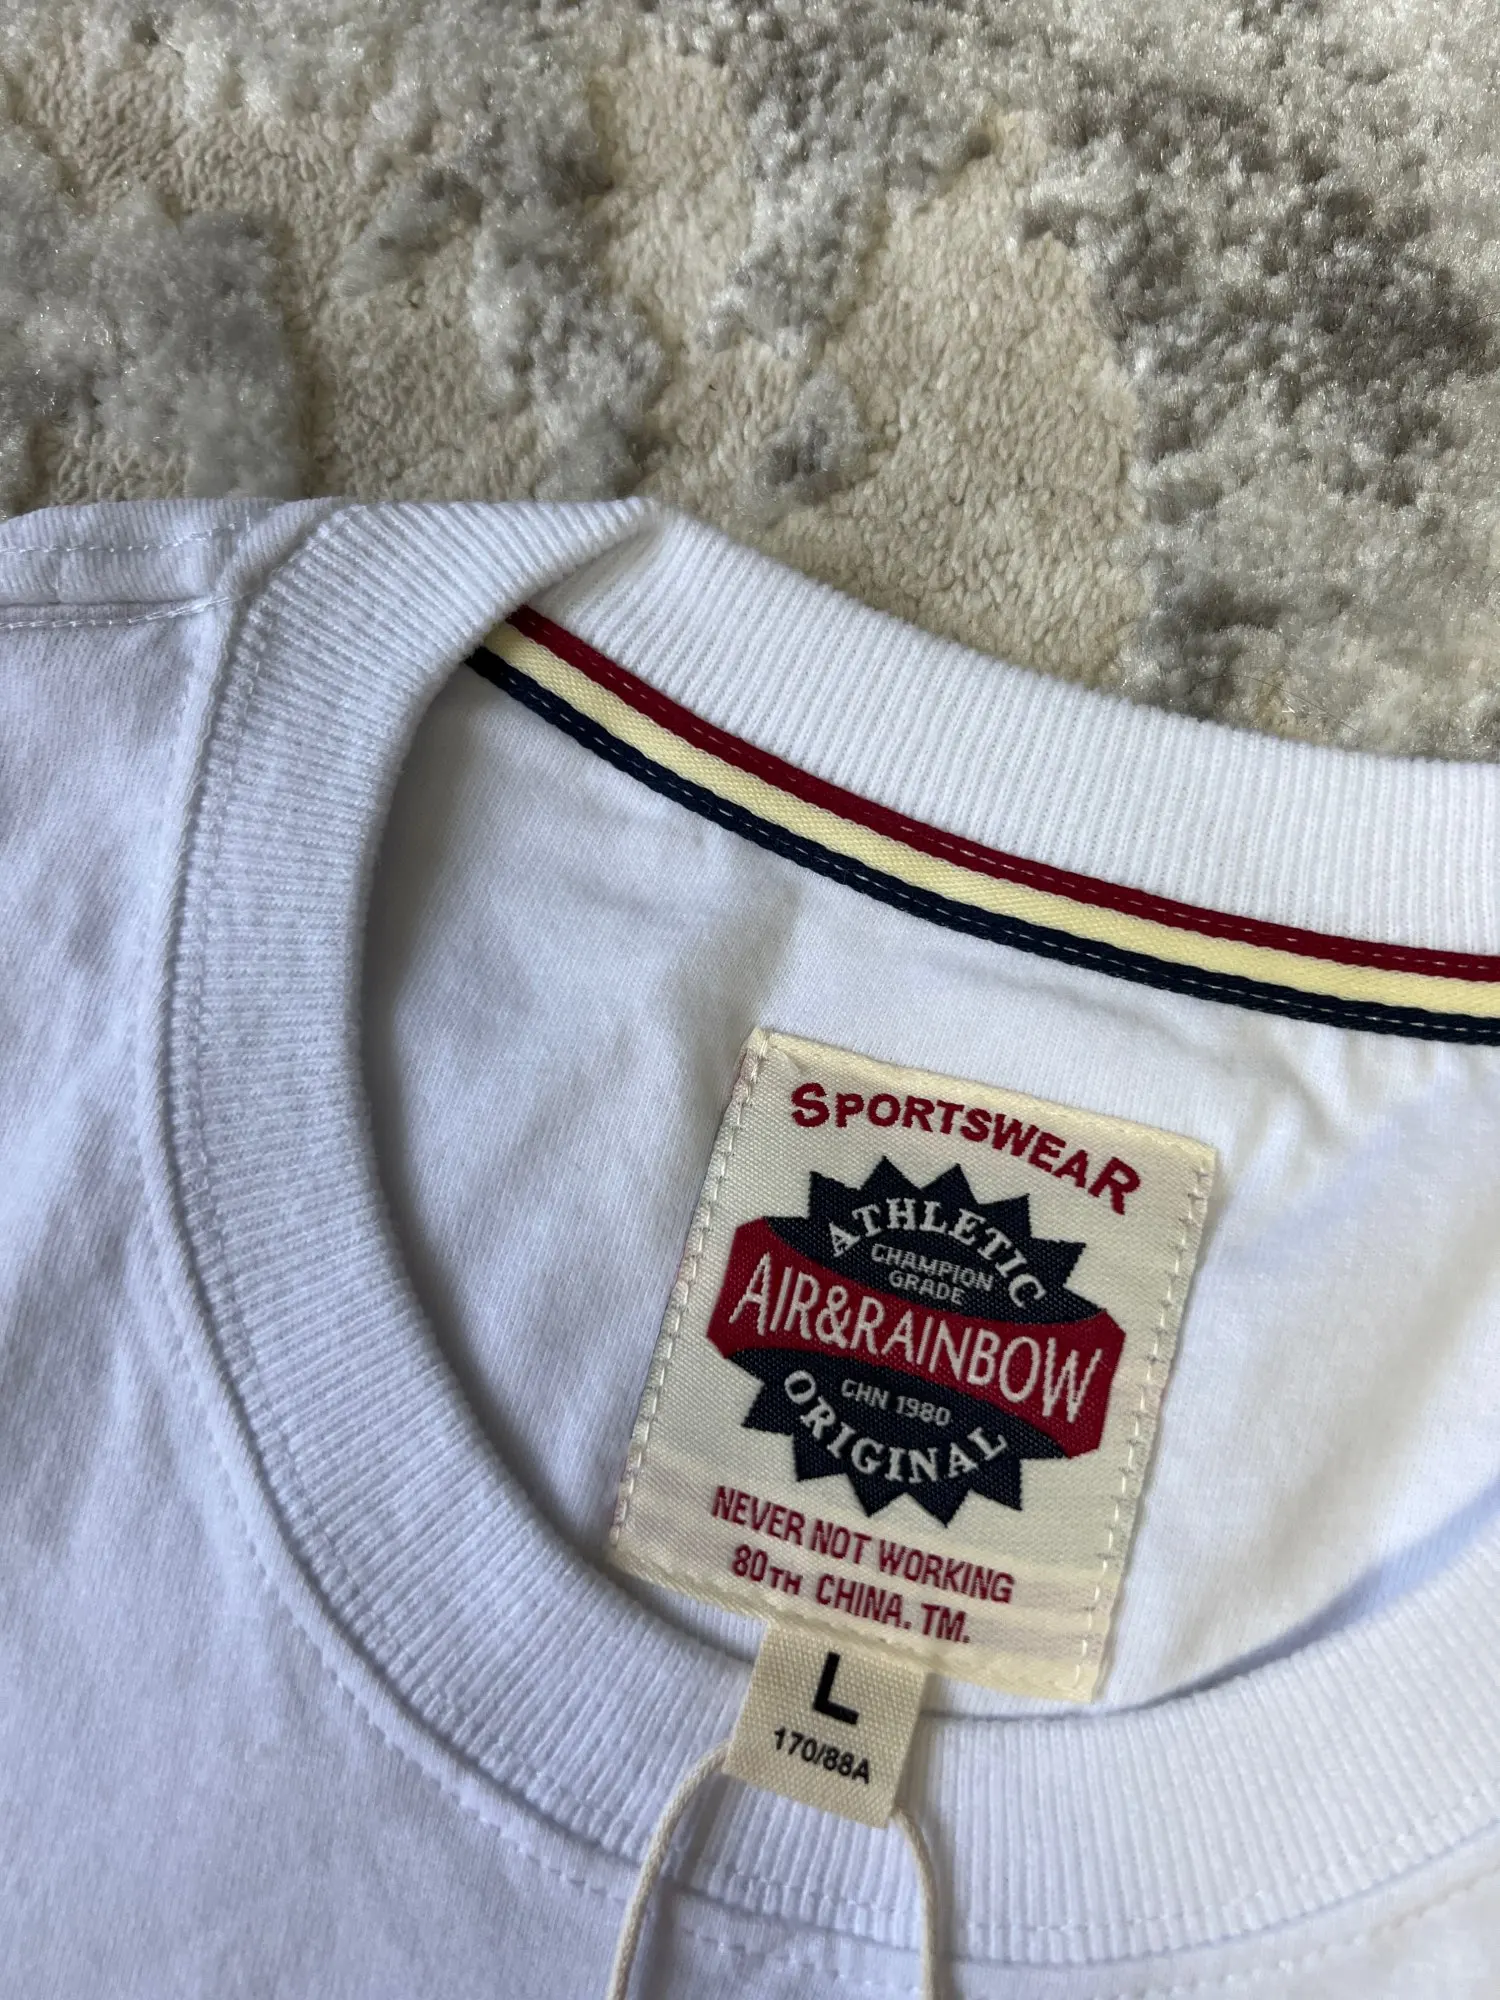 SPORTSWEAR
ATHLETIC
CHAMPION
GRADE
AIR&RAINBOW
CHN 1980
ORIGINAL
NEVER NOT WORKING
80TH CHINA. TM.
L
170/88A